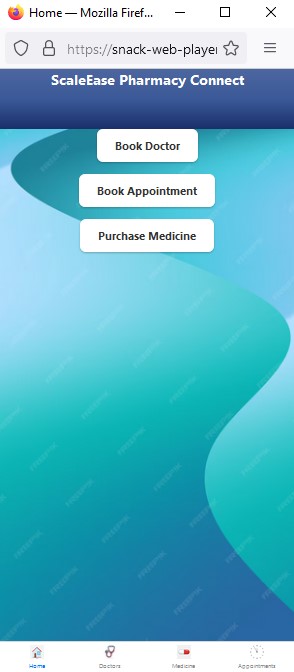 Home — Mozilla Firef...
https://snack-web-player
ScaleEase Pharmacy Connect
Book Doctor
Book Appointment
Purchase Medicine
Home
Doctors
Medicine
Appointments